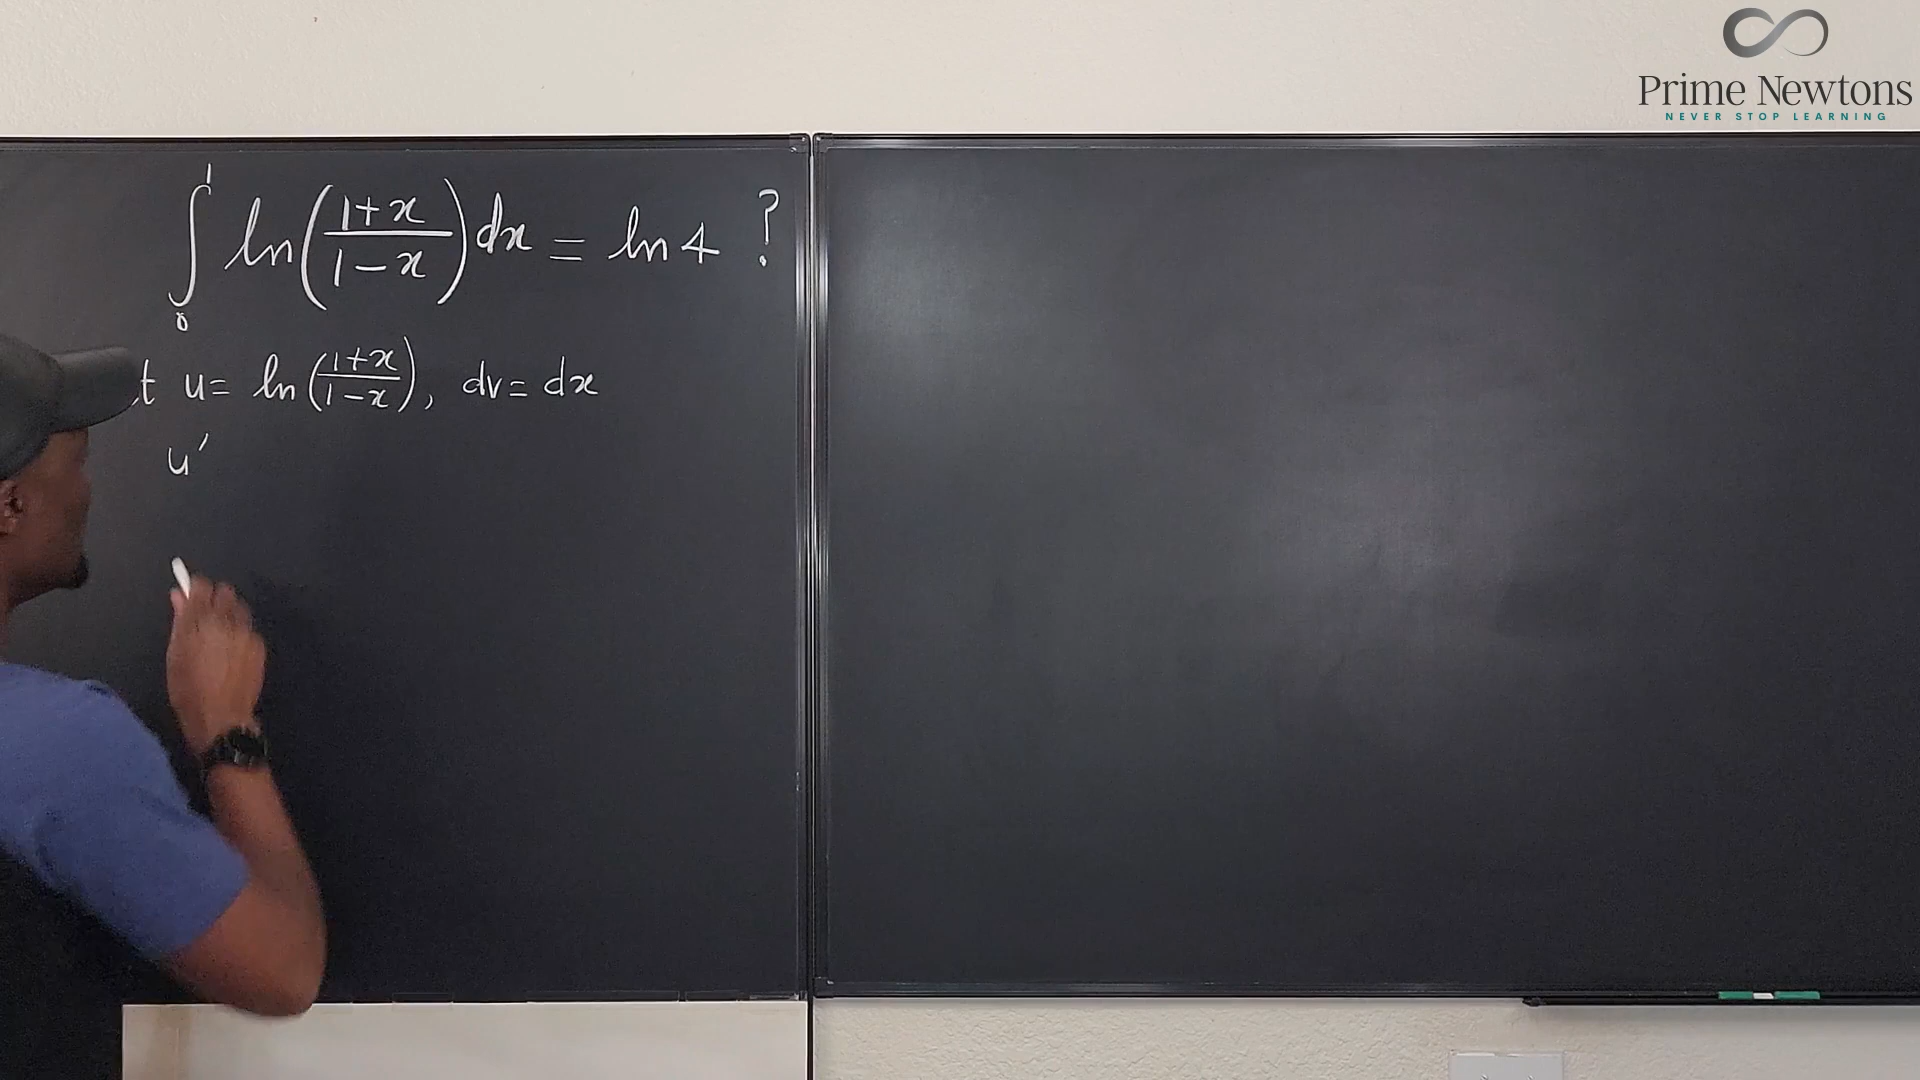 Prime Newtons
NEVER STOP LEARNING
∫₀¹ ln((1+x)/(1-x)) dx = ln 4 ?
t u = ln((1+x)/(1-x)), dv = dx
u'